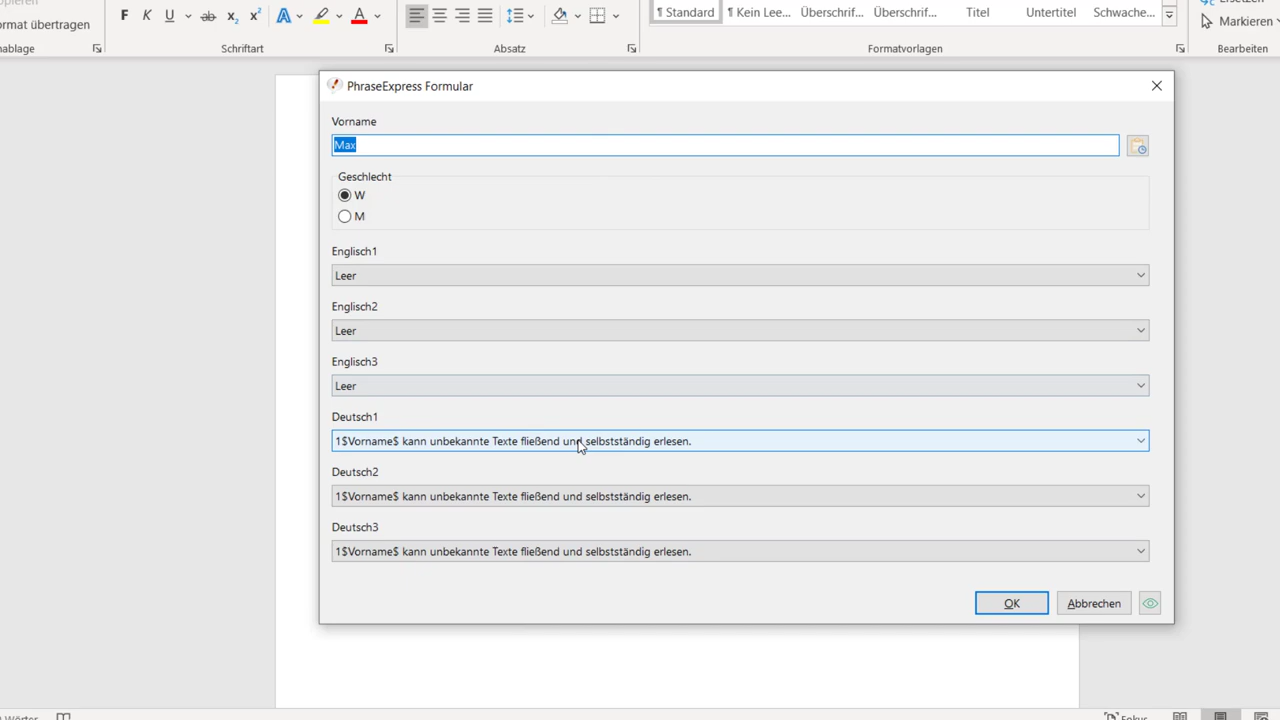 ormat übertragen
F K U ab x₂ x² A A
Ersetzen
¶ Standard ¶ Kein Lee... Überschrif... Überschrif... Titel Untertitel Schwache...
Markieren
nablage Schriftart Absatz Formatvorlagen Bearbeiten
PhraseExpress Formular
Vorname
Max
Geschlecht
W
M
Englisch1
Leer
Englisch2
Leer
Englisch3
Leer
Deutsch1
1$Vorname$ kann unbekannte Texte fließend und selbstständig erlesen.
Deutsch2
1$Vorname$ kann unbekannte Texte fließend und selbstständig erlesen.
Deutsch3
1$Vorname$ kann unbekannte Texte fließend und selbstständig erlesen.
OK Abbrechen
Wörter Fokus